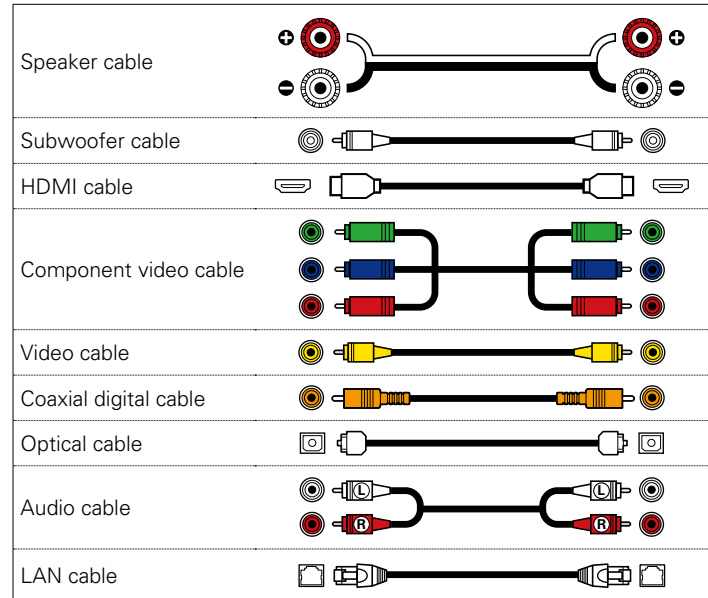 Speaker cable
Subwoofer cable
HDMI cable
Component video cable
Video cable
Coaxial digital cable
Optical cable
Audio cable
L L
R R
LAN cable